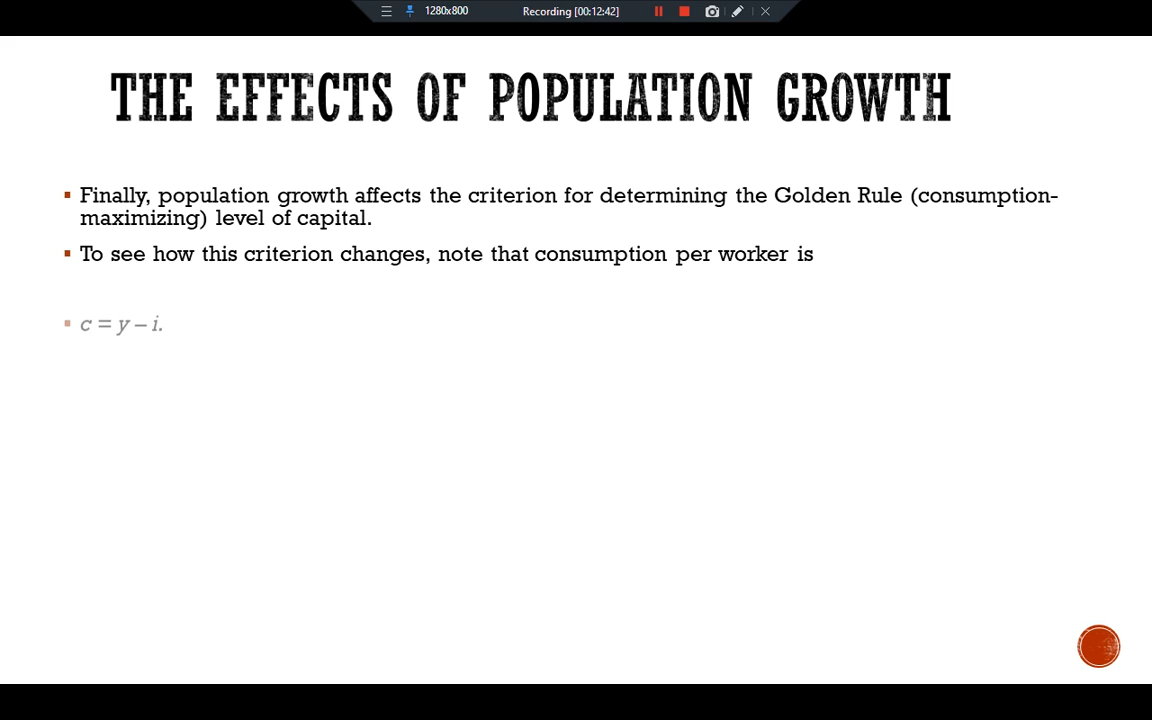 1280x800 Recording [00:12:42]
THE EFFECTS OF POPULATION GROWTH
▪ Finally, population growth affects the criterion for determining the Golden Rule (consumption-
maximizing) level of capital.
▪ To see how this criterion changes, note that consumption per worker is
▪ c = y – i.